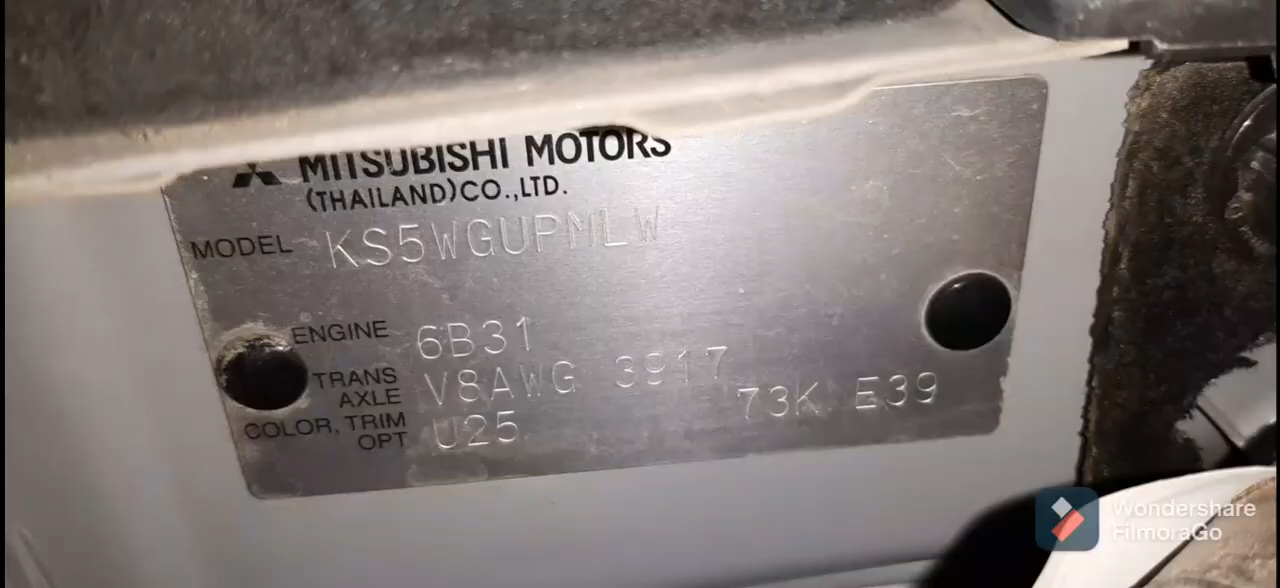 MITSUBISHI MOTORS
(THAILAND)CO.,LTD.
MODEL KS5WGUPMLW
ENGINE 6B31
TRANS AXLE V8AWG 3917
COLOR, TRIM OPT U25 73K E39
Wondershare
FilmoraGo